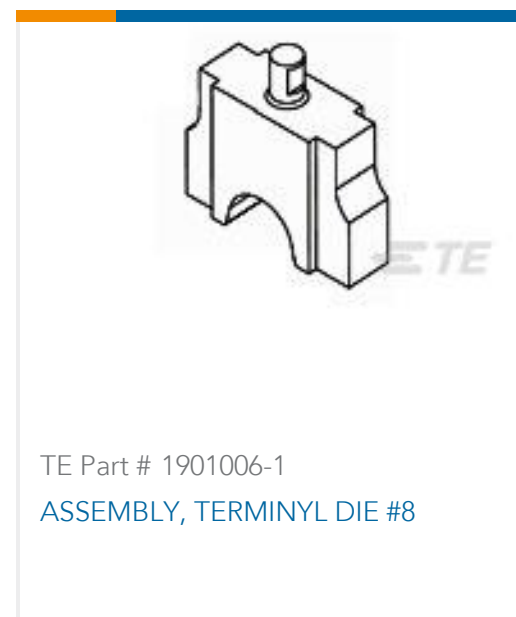 TE
TE Part # 1901006-1
ASSEMBLY, TERMINYL DIE #8